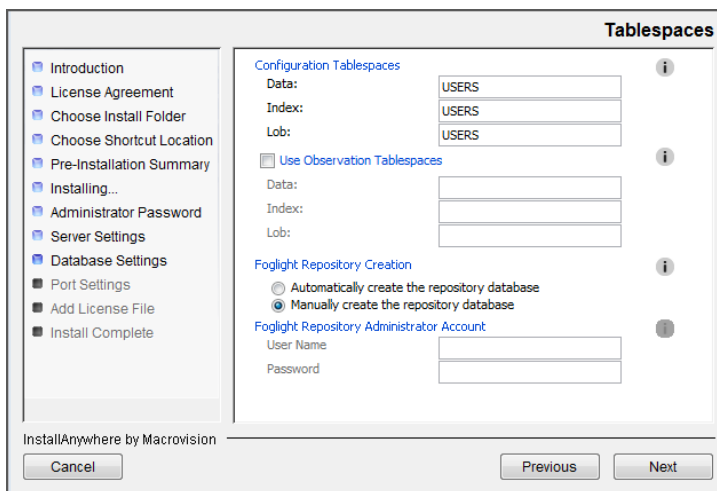 Tablespaces
Introduction
License Agreement
Choose Install Folder
Choose Shortcut Location
Pre-Installation Summary
Installing...
Administrator Password
Server Settings
Database Settings
Port Settings
Add License File
Install Complete
Configuration Tablespaces
Data: USERS
Index: USERS
Lob: USERS
Use Observation Tablespaces
Data:
Index:
Lob:
Foglight Repository Creation
Automatically create the repository database
Manually create the repository database
Foglight Repository Administrator Account
User Name
Password
InstallAnywhere by Macrovision
Cancel Previous Next